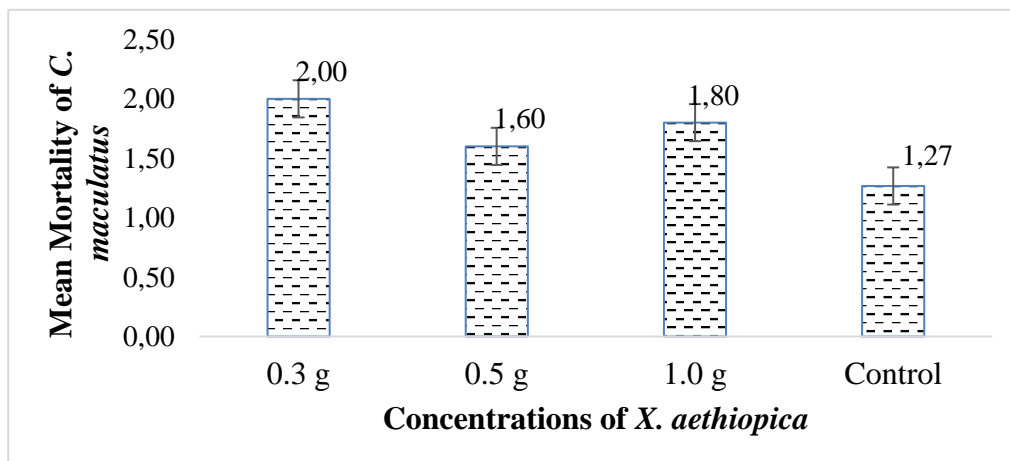 Mean Mortality of C.
maculatus
2,50
2,00
1,50
1,00
0,50
0,00
2,00
1,60
1,80
1,27
0.3 g
0.5 g
1.0 g
Control
Concentrations of X. aethiopica